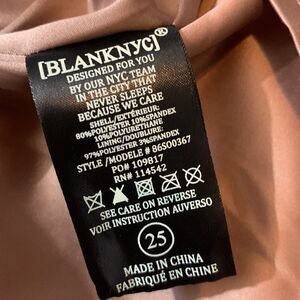 [BLANKNYC]
DESIGNED FOR YOU
BY OUR NYC TEAM
IN THE CITY THAT
NEVER SLEEPS
BECAUSE WE CARE
SHELL/EXTÉRIEUR:
80%POLYESTER 10%SPANDEX
10%POLYURETHANE
LINING/DOUBLURE:
97%POLYESTER 3%SPANDEX
STYLE /MODELE # 86S00367
PO# 109817
RN# 114542
SEE CARE ON REVERSE
VOIR INSTRUCTION AUVERSO
25
MADE IN CHINA
FABRIQUÉ EN CHINE